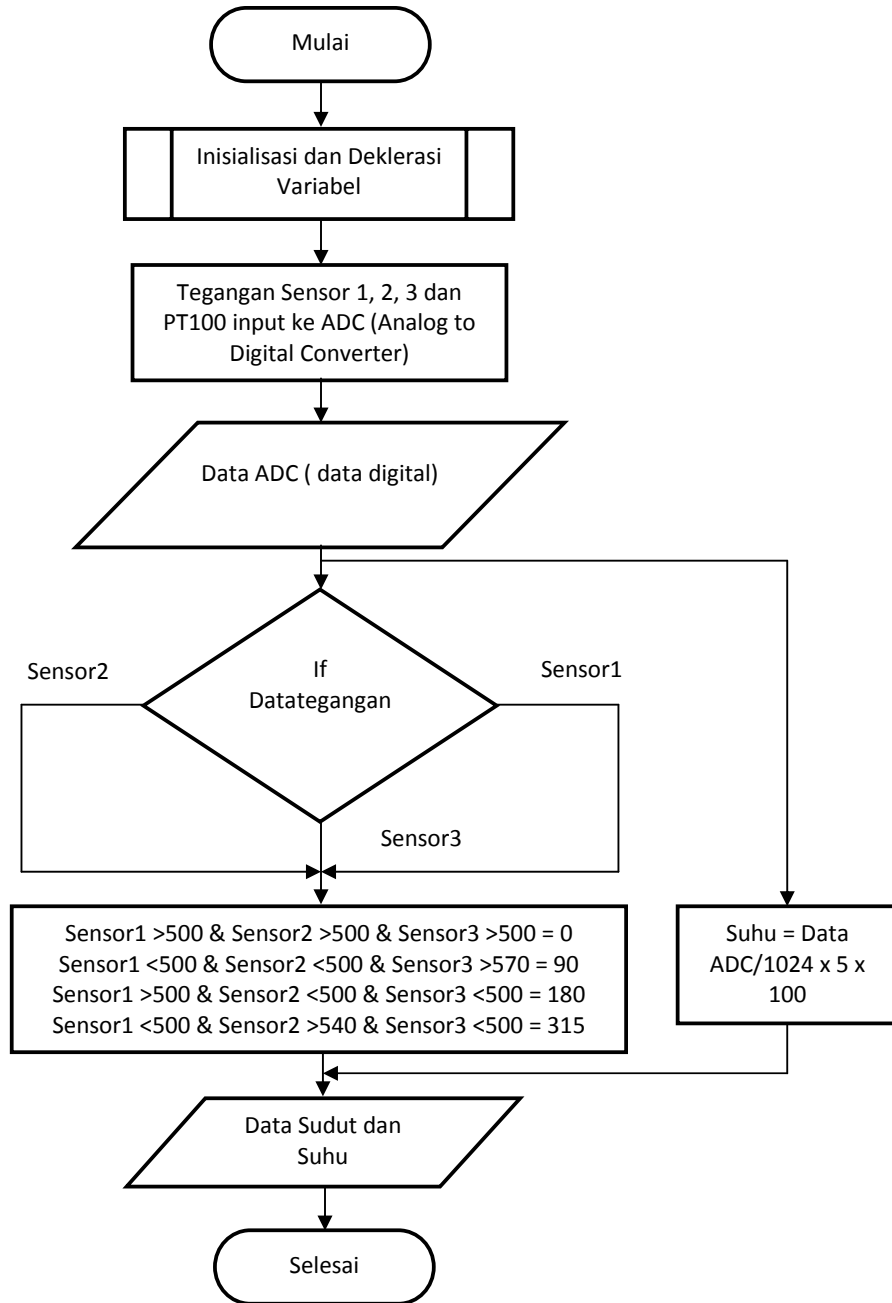 Mulai
Inisialisasi dan Deklerasi
Variabel
Tegangan Sensor 1, 2, 3 dan
PT100 input ke ADC (Analog to
Digital Converter)
Data ADC ( data digital)
If
Datategangan
Sensor2
Sensor1
Sensor3
Sensor1 >500 & Sensor2 >500 & Sensor3 >500 = 0
Sensor1 <500 & Sensor2 <500 & Sensor3 >570 = 90
Sensor1 >500 & Sensor2 <500 & Sensor3 <500 = 180
Sensor1 <500 & Sensor2 >540 & Sensor3 <500 = 315
Suhu = Data
ADC/1024 x 5 x
100
Data Sudut dan
Suhu
Selesai